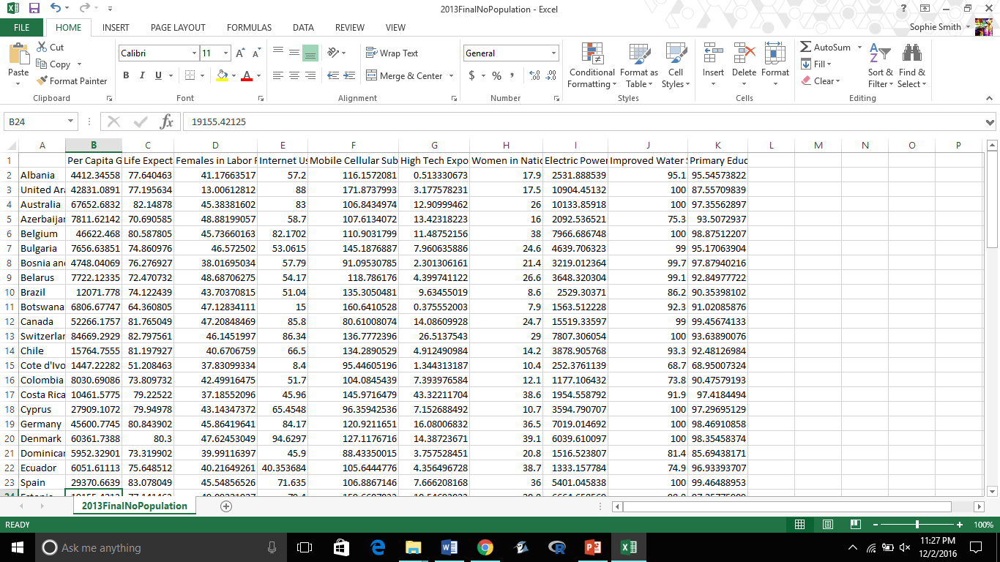 2013FinalNoPopulation - Excel
FILE HOME INSERT PAGE LAYOUT FORMULAS DATA REVIEW VIEW Sophie Smith
Paste Cut Copy Format Painter Clipboard
Calibri 11 B I U Font
Wrap Text Merge & Center Alignment
General $ % , Number
Conditional Formatting Format as Table Cell Styles Styles
Insert Delete Format Cells
AutoSum Fill Clear Sort & Filter Find & Select Editing
B24 fx 19155.42125
A B C D E F G H I J K L M N O P
1 Per Capita G Life Expect Females in Labor F Internet Us Mobile Cellular Sub High Tech Expo Women in Natio Electric Power Improved Water S Primary Educ
2 Albania 4412.34558 77.640463 41.17663517 57.2 116.1572081 0.513330673 17.9 2531.888539 95.1 95.54573822
3 United Ara 42831.0891 77.195634 13.00612812 88 171.8737993 3.177578231 17.5 10904.45132 100 87.55709839
4 Australia 67652.6832 82.14878 45.38381602 83 106.8434974 12.90999462 26 10133.85918 100 97.35562897
5 Azerbaijan 7811.62142 70.690585 48.88199057 58.7 107.6134072 13.42318223 16 2092.536521 75.3 93.5072937
6 Belgium 46622.468 80.587805 45.73660163 82.1702 110.9031799 11.48752156 38 7966.686748 100 98.87512207
7 Bulgaria 7656.63851 74.860976 46.572502 53.0615 145.1876887 7.960635886 24.6 4639.706323 99 95.17063904
8 Bosnia and 4748.04069 76.276927 38.01695034 57.79 91.09530785 2.301306161 21.4 3219.012364 99.7 97.87940216
9 Belarus 7722.12335 72.470732 48.68706275 54.17 118.786176 4.399741122 26.6 3648.320304 99.1 92.84977722
10 Brazil 12071.778 74.122439 43.70370815 51.04 135.3050481 9.63455019 8.6 2529.30371 86.2 90.35398102
11 Botswana 6806.67747 64.360805 47.12834111 15 160.6410528 0.375552003 7.9 1563.512228 92.3 91.02085876
12 Canada 52266.1757 81.765049 47.20848469 85.8 80.61008074 14.08609928 24.7 15519.33597 99 99.45674133
13 Switzerlan 84669.2929 82.797561 46.1451997 86.34 136.7772396 26.5137543 29 7807.306054 100 93.63890076
14 Chile 15764.7555 81.197927 40.6706759 66.5 134.2890529 4.912490984 14.2 3878.905768 93.3 92.48126984
15 Cote d'Ivo 1447.22282 51.208463 37.83099334 8.4 95.44605196 1.344313187 10.4 252.3761139 68.7 68.95007324
16 Colombia 8030.69086 73.809732 42.49916475 51.7 104.0845439 7.393976584 12.1 1177.106432 73.8 90.47579193
17 Costa Rica 10461.5775 79.22522 37.18552096 45.96 145.9716479 43.32211704 38.6 1954.558792 91.9 97.4184494
18 Cyprus 27909.1072 79.94978 43.14347372 65.4548 96.35942536 7.152688492 10.7 3594.790707 100 97.29695129
19 Germany 45600.7745 80.843902 45.86419641 84.17 120.9211651 16.08006832 36.5 7019.014692 100 98.46910858
20 Denmark 60361.7388 80.3 47.62453049 94.6297 127.1176716 14.38723671 39.1 6039.610097 100 98.35458374
21 Dominican 5952.32901 73.319902 39.99116397 45.9 88.43350015 3.757528451 20.8 1516.523807 81.4 85.69438171
22 Ecuador 6051.61113 75.648512 40.21649261 40.353684 105.6444776 4.356496728 38.7 1333.157784 74.9 96.93393707
23 Spain 29370.6639 83.078049 45.54856526 71.635 106.8867146 7.666208168 36 5401.045838 100 99.46488953
2013FinalNoPopulation
READY 100%
Ask me anything
11:27 PM
12/2/2016